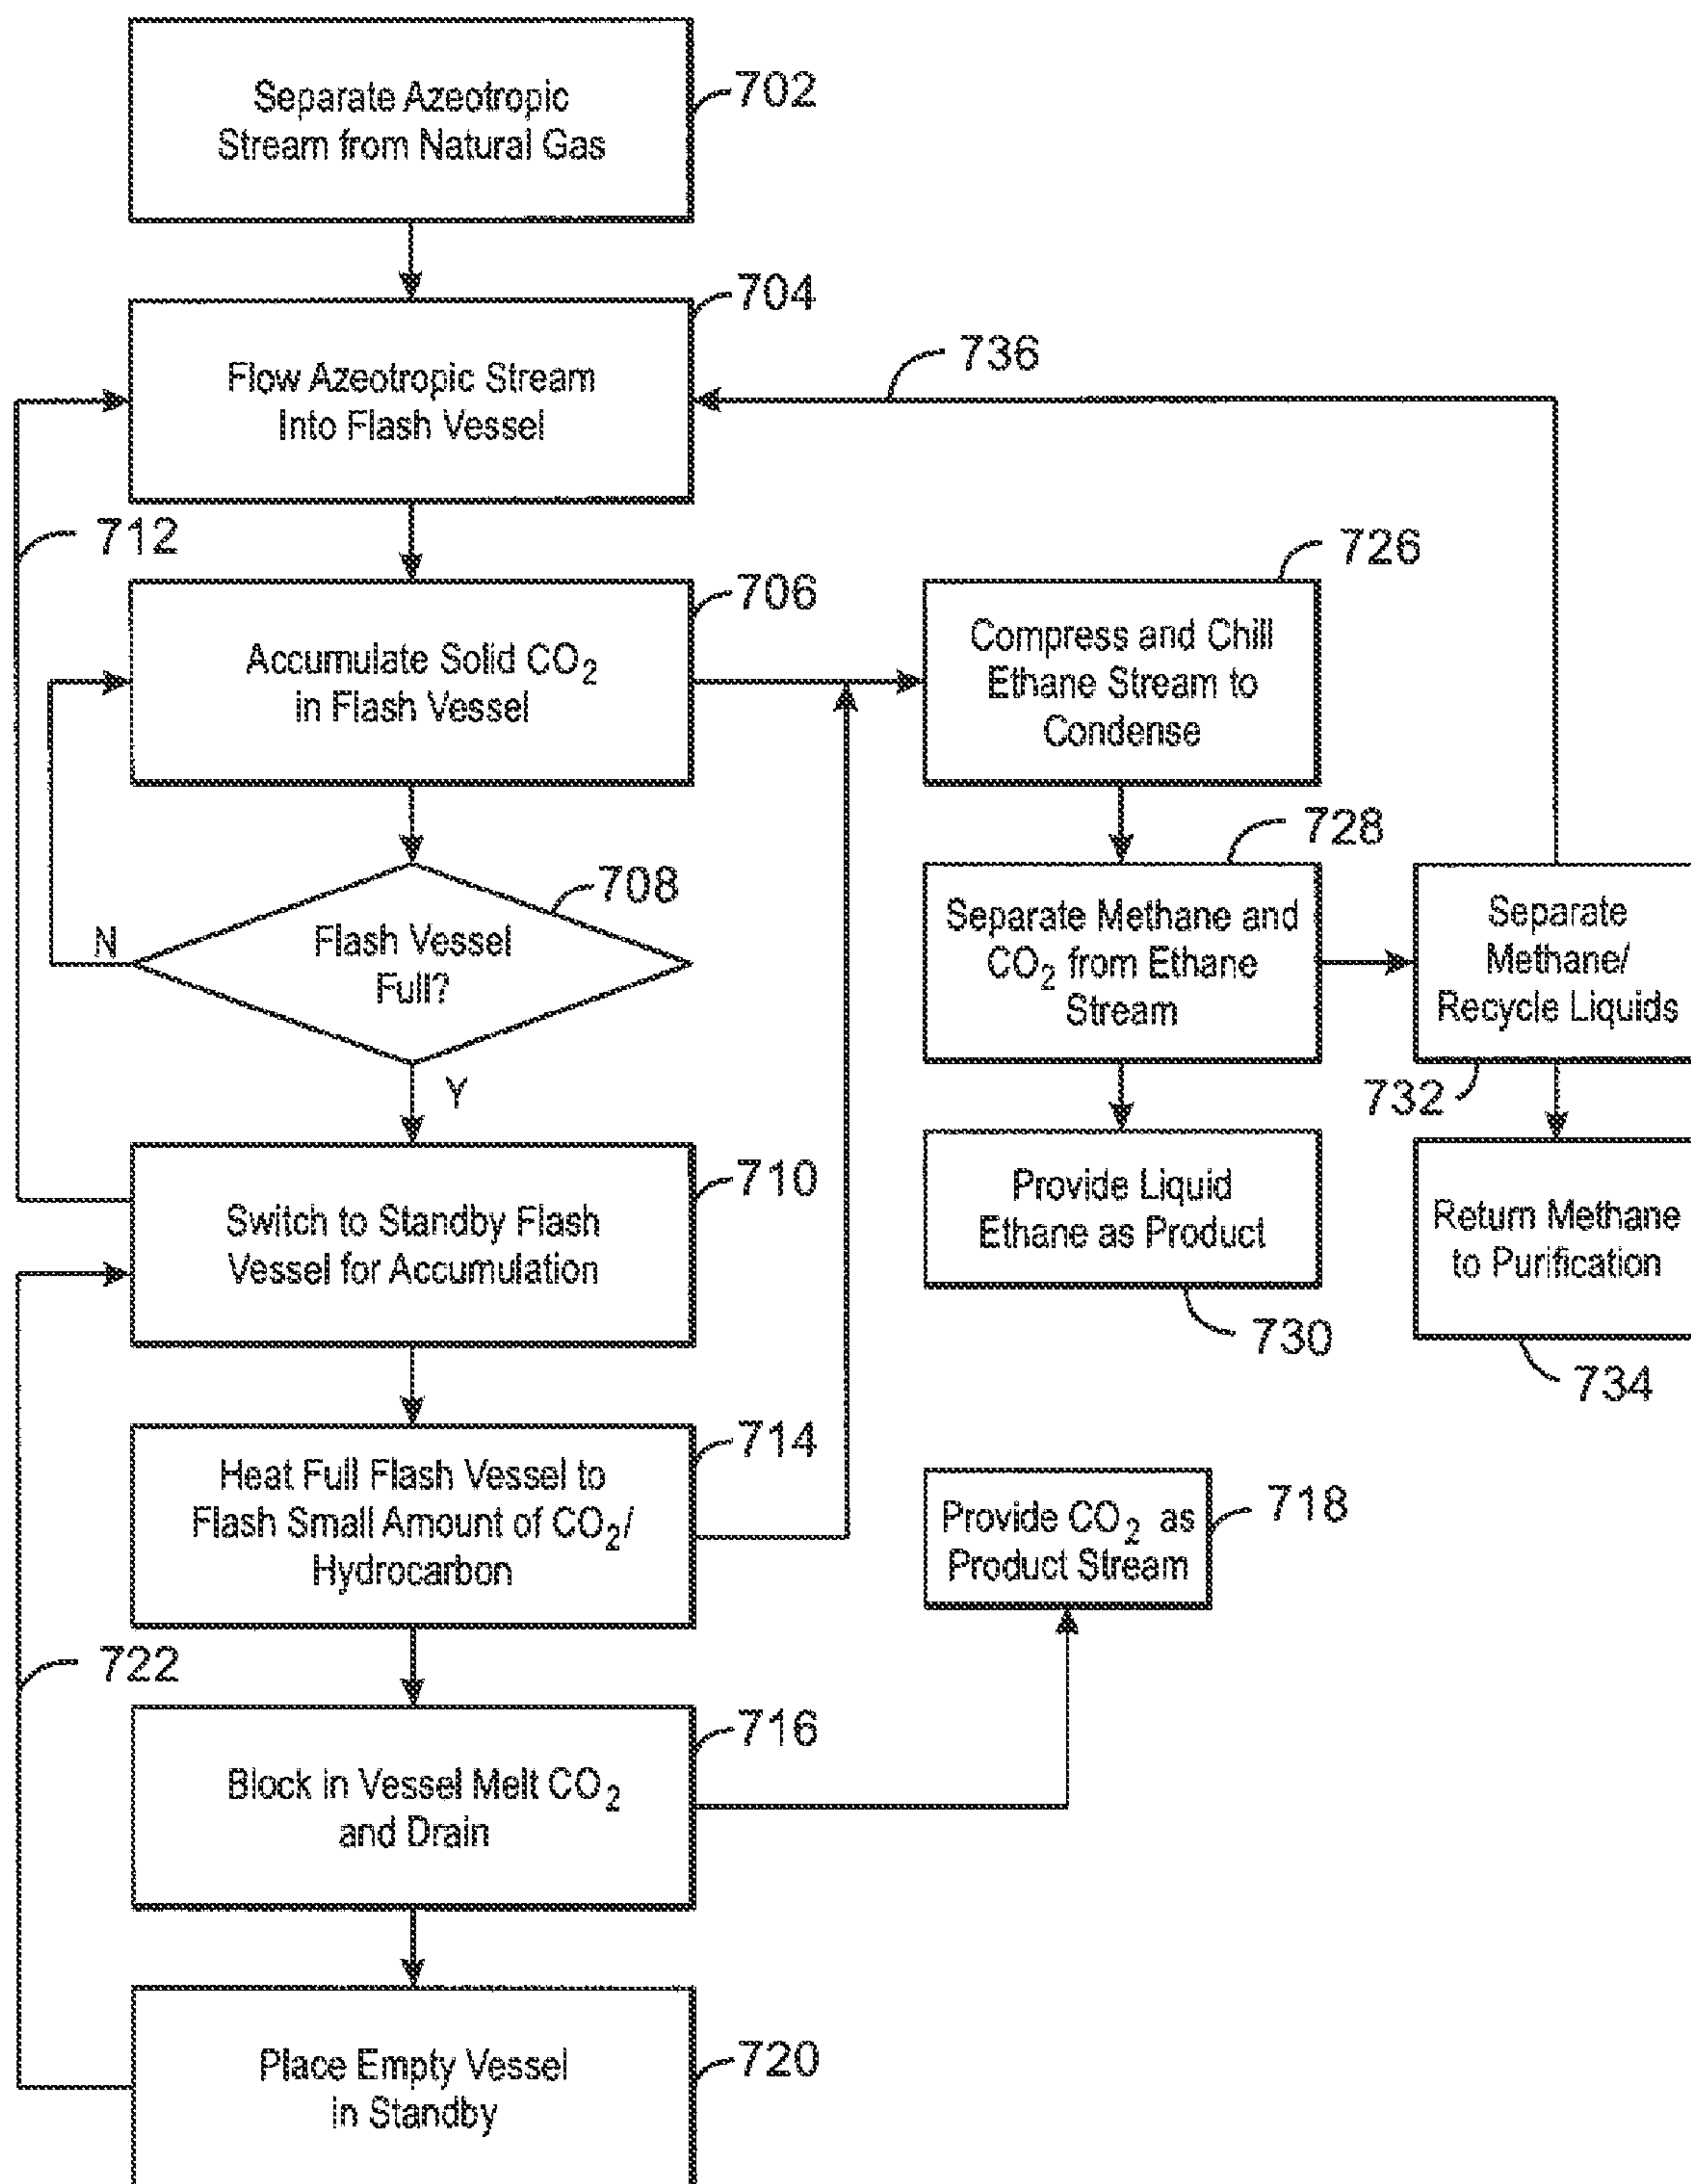 Separate Azeotropic
Stream from Natural Gas
702
704
Flow Azeotropic Stream
Into Flash Vessel
736
712
706
Accumulate Solid CO2
in Flash Vessel
726
Compress and Chill
Ethane Stream to
Condense
708
N
Flash Vessel
Full?
Y
728
Separate Methane and
CO2 from Ethane
Stream
Separate
Methane/
Recycle Liquids
732
710
Switch to Standby Flash
Vessel for Accumulation
Provide Liquid
Ethane as Product
730
Return Methane
to Purification
734
714
Heat Full Flash Vessel to
Flash Small Amount of CO2/
Hydrocarbon
Provide CO2 as
Product Stream
718
722
716
Block in Vessel Melt CO2
and Drain
Place Empty Vessel
in Standby
720